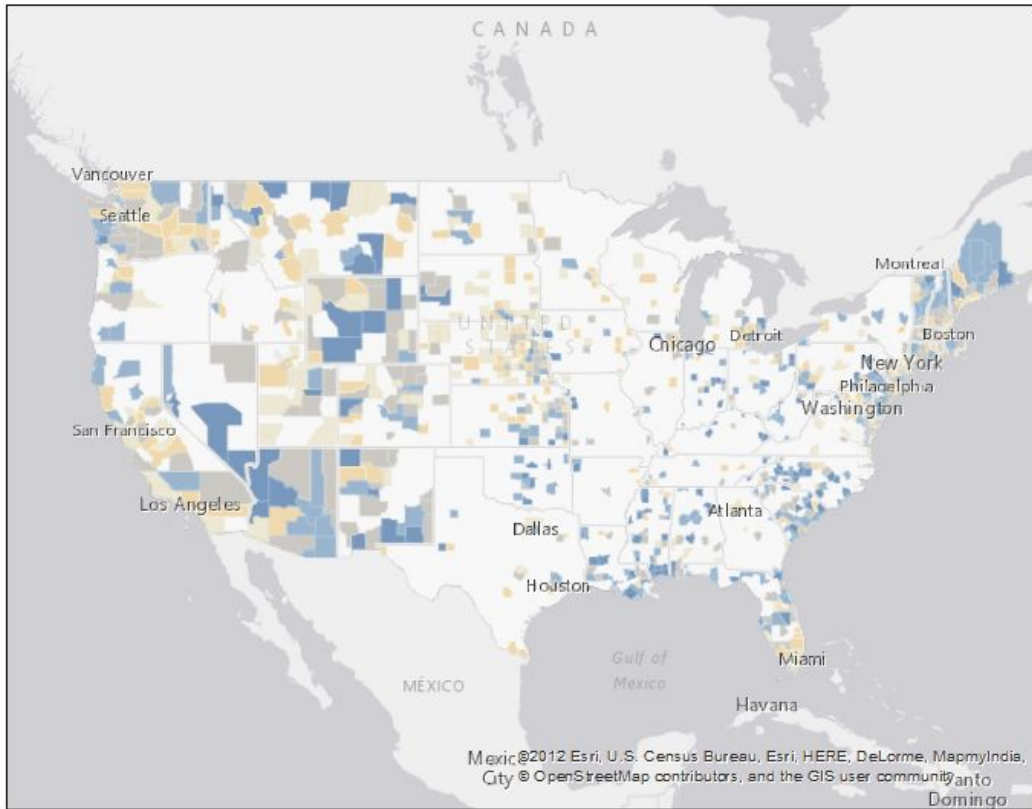 CANADA
Vancouver
Seattle
Montreal
Boston
UNITED
STATES
Chicago
Detroit
New York
Philadelphia
Washington
San Francisco
Los Angeles
Atlanta
Dallas
Houston
Miami
Gulf of
Mexico
MÉXICO
Havana
Mexico
City
©2012 Esri, U.S. Census Bureau, Esri, HERE, DeLorme, MapmyIndia,
© OpenStreetMap contributors, and the GIS user community
Santo
Domingo